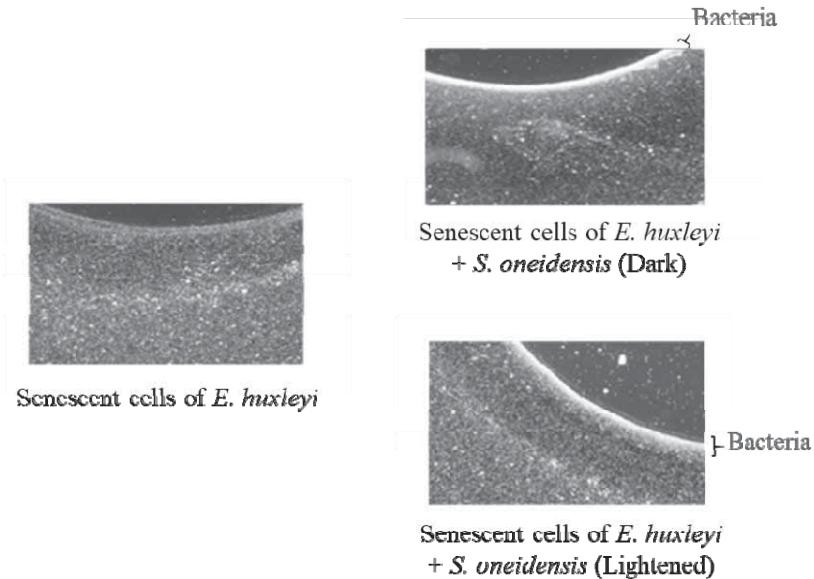 Bacteria
Senescent cells of E. huxleyi
+ S. oneidensis (Dark)
Senescent cells of E. huxleyi
Bacteria
Senescent cells of E. huxleyi
+ S. oneidensis (Lightened)